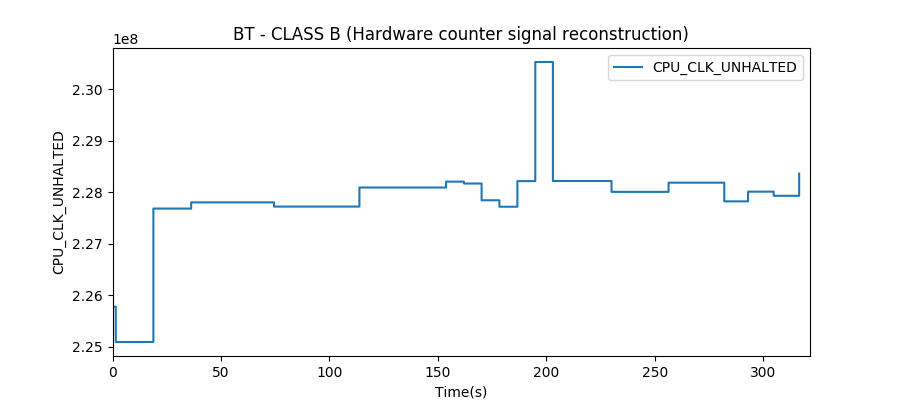 BT - CLASS B (Hardware counter signal reconstruction)
1e8
CPU_CLK_UNHALTED
2.30
2.29
2.28
2.27
2.26
2.25
CPU_CLK_UNHALTED
0 50 100 150 200 250 300
Time(s)